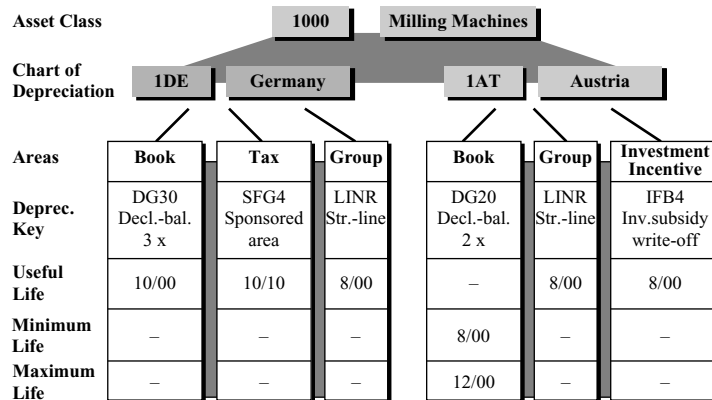 Asset Class 1000 Milling Machines
Chart of
Depreciation 1DE Germany 1AT Austria
Areas Book Tax Group Book Group Investment
Incentive
Deprec.
Key
DG30
Decl.-bal.
3 x
SFG4
Sponsored
area
LINR
Str.-line
DG20
Decl.-bal.
2 x
LINR
Str.-line
IFB4
Inv.subsidy
write-off
Useful
Life
10/00 10/10 8/00 – 8/00 8/00
Minimum
Life
– – – 8/00 – –
Maximum
Life
– – – 12/00 – –